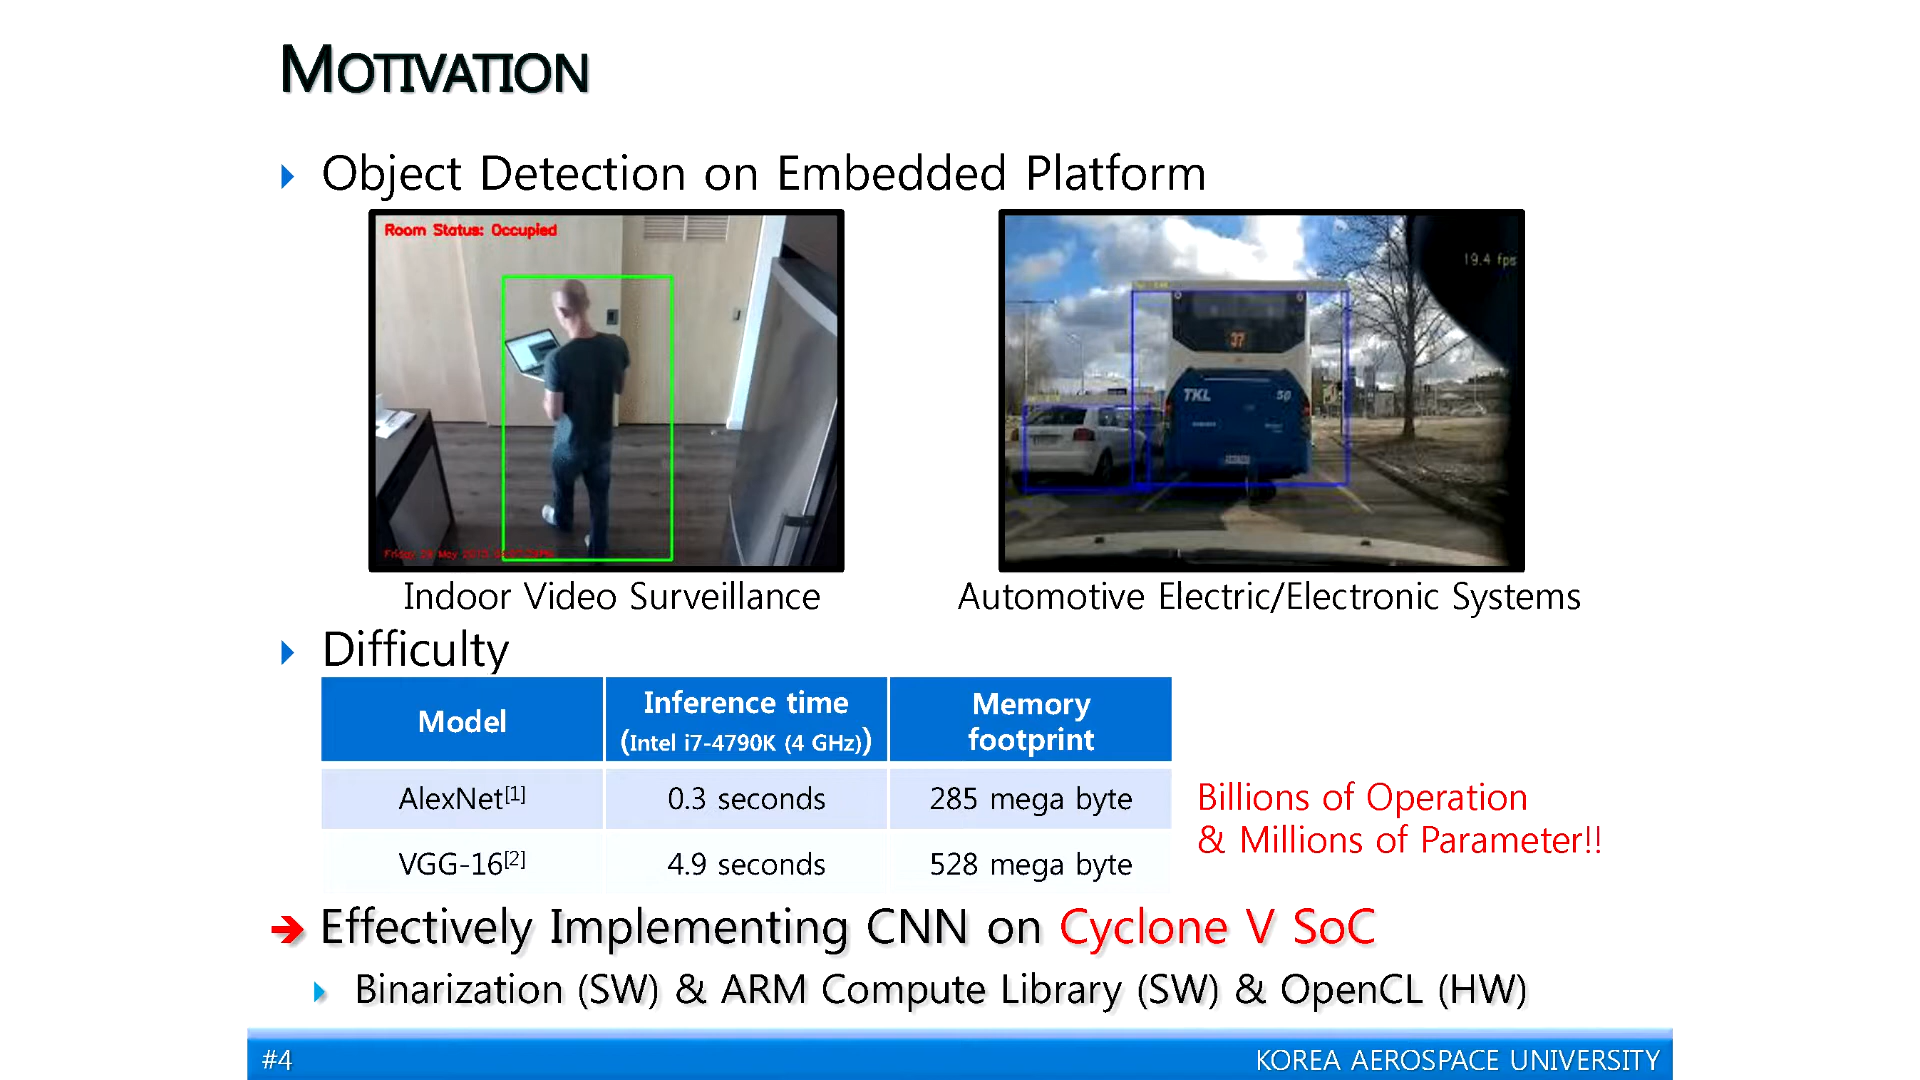 MOTIVATION
Object Detection on Embedded Platform
Room Status: Occupied
19.4 fps
37
TKL
50
Indoor Video Surveillance
Automotive Electric/Electronic Systems
Difficulty
Model
Inference time
(Intel i7-4790K (4 GHz))
Memory
footprint
AlexNet[1]
0.3 seconds
285 mega byte
VGG-16[2]
4.9 seconds
528 mega byte
Billions of Operation
& Millions of Parameter!!
Effectively Implementing CNN on Cyclone V SoC
Binarization (SW) & ARM Compute Library (SW) & OpenCL (HW)
#4
KOREA AEROSPACE UNIVERSITY